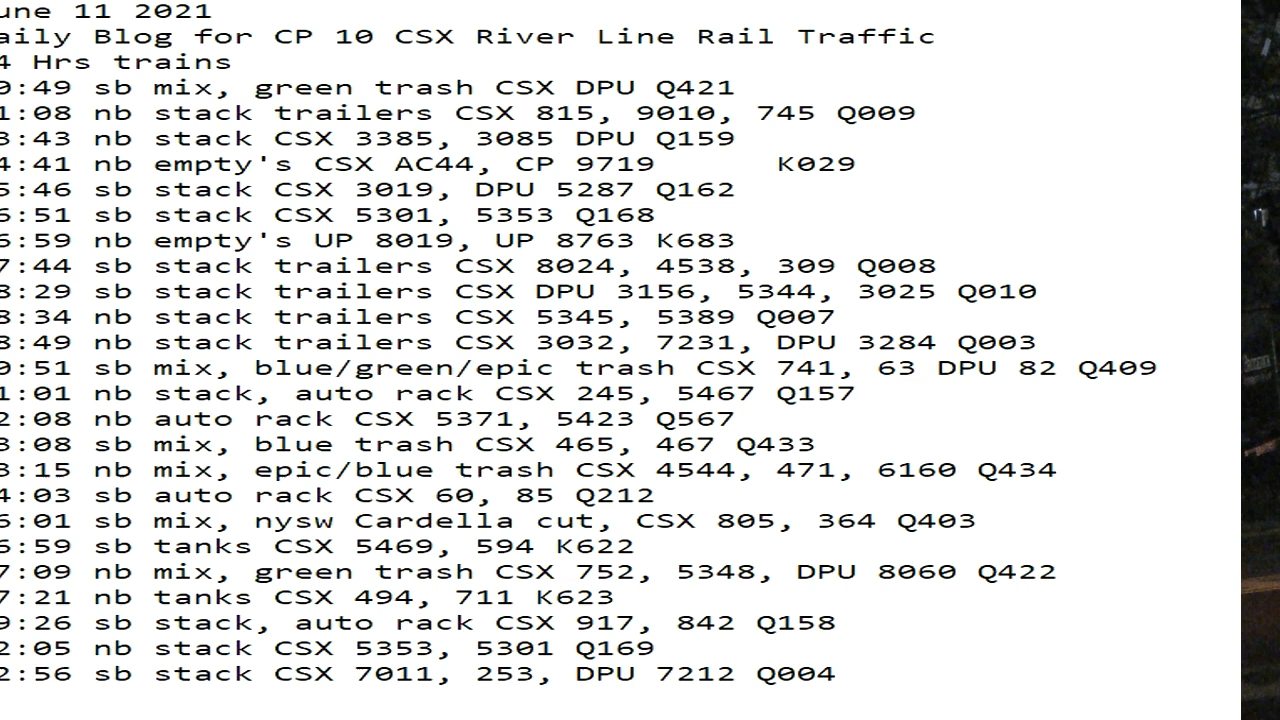 une 11 2021
aily Blog for CP 10 CSX River Line Rail Traffic
4 Hrs trains
0:49 sb mix, green trash CSX DPU Q421
1:08 nb stack trailers CSX 815, 9010, 745 Q009
3:43 nb stack CSX 3385, 3085 DPU Q159
4:41 nb empty's CSX AC44, CP 9719 K029
5:46 sb stack CSX 3019, DPU 5287 Q162
6:51 sb stack CSX 5301, 5353 Q168
6:59 nb empty's UP 8019, UP 8763 K683
7:44 sb stack trailers CSX 8024, 4538, 309 Q008
8:29 sb stack trailers CSX DPU 3156, 5344, 3025 Q010
8:34 nb stack trailers CSX 5345, 5389 Q007
8:49 nb stack trailers CSX 3032, 7231, DPU 3284 Q003
0:51 sb mix, blue/green/epic trash CSX 741, 63 DPU 82 Q409
1:01 nb stack, auto rack CSX 245, 5467 Q157
2:08 nb auto rack CSX 5371, 5423 Q567
3:08 sb mix, blue trash CSX 465, 467 Q433
3:15 nb mix, epic/blue trash CSX 4544, 471, 6160 Q434
4:03 sb auto rack CSX 60, 85 Q212
6:01 sb mix, nysw Cardella cut, CSX 805, 364 Q403
6:59 sb tanks CSX 5469, 594 K622
7:09 nb mix, green trash CSX 752, 5348, DPU 8060 Q422
7:21 nb tanks CSX 494, 711 K623
9:26 sb stack, auto rack CSX 917, 842 Q158
2:05 nb stack CSX 5353, 5301 Q169
2:56 sb stack CSX 7011, 253, DPU 7212 Q004